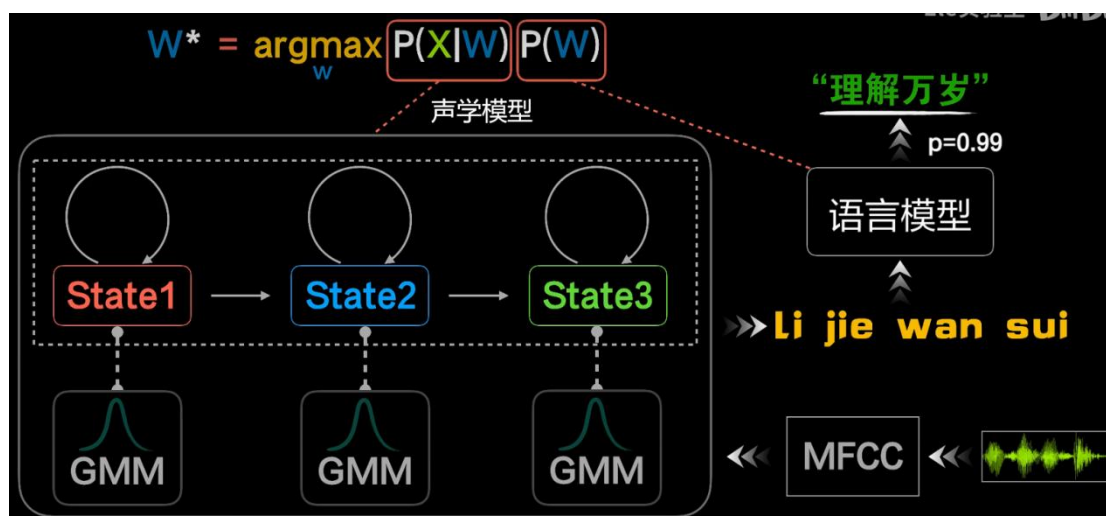 W* = argmax P(X|W) P(W)
W
声学模型
“理解万岁”
p=0.99
语言模型
State1
State2
State3
Li jie wan sui
GMM
GMM
GMM
MFCC